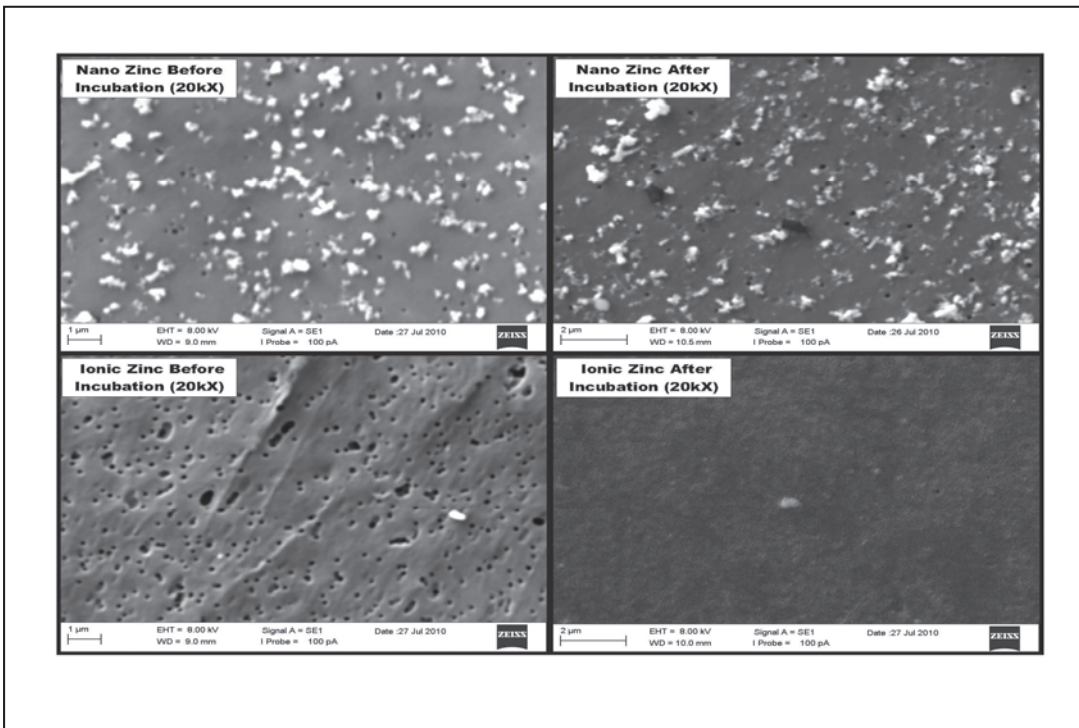 Nano Zinc Before
Incubation (20kX)
1 µm
EHT = 8.00 kV
WD = 9.0 mm
Signal A = SE1
I Probe = 100 pA
Date :27 Jul 2010
ZEISS
Nano Zinc After
Incubation (20kX)
2 µm
EHT = 8.00 kV
WD = 10.5 mm
Signal A = SE1
I Probe = 100 pA
Date :26 Jul 2010
ZEISS
Ionic Zinc Before
Incubation (20kX)
1 µm
EHT = 8.00 kV
WD = 9.0 mm
Signal A = SE1
I Probe = 100 pA
Date :27 Jul 2010
ZEISS
Ionic Zinc After
Incubation (20kX)
2 µm
EHT = 8.00 kV
WD = 10.0 mm
Signal A = SE1
I Probe = 100 pA
Date :27 Jul 2010
ZEISS